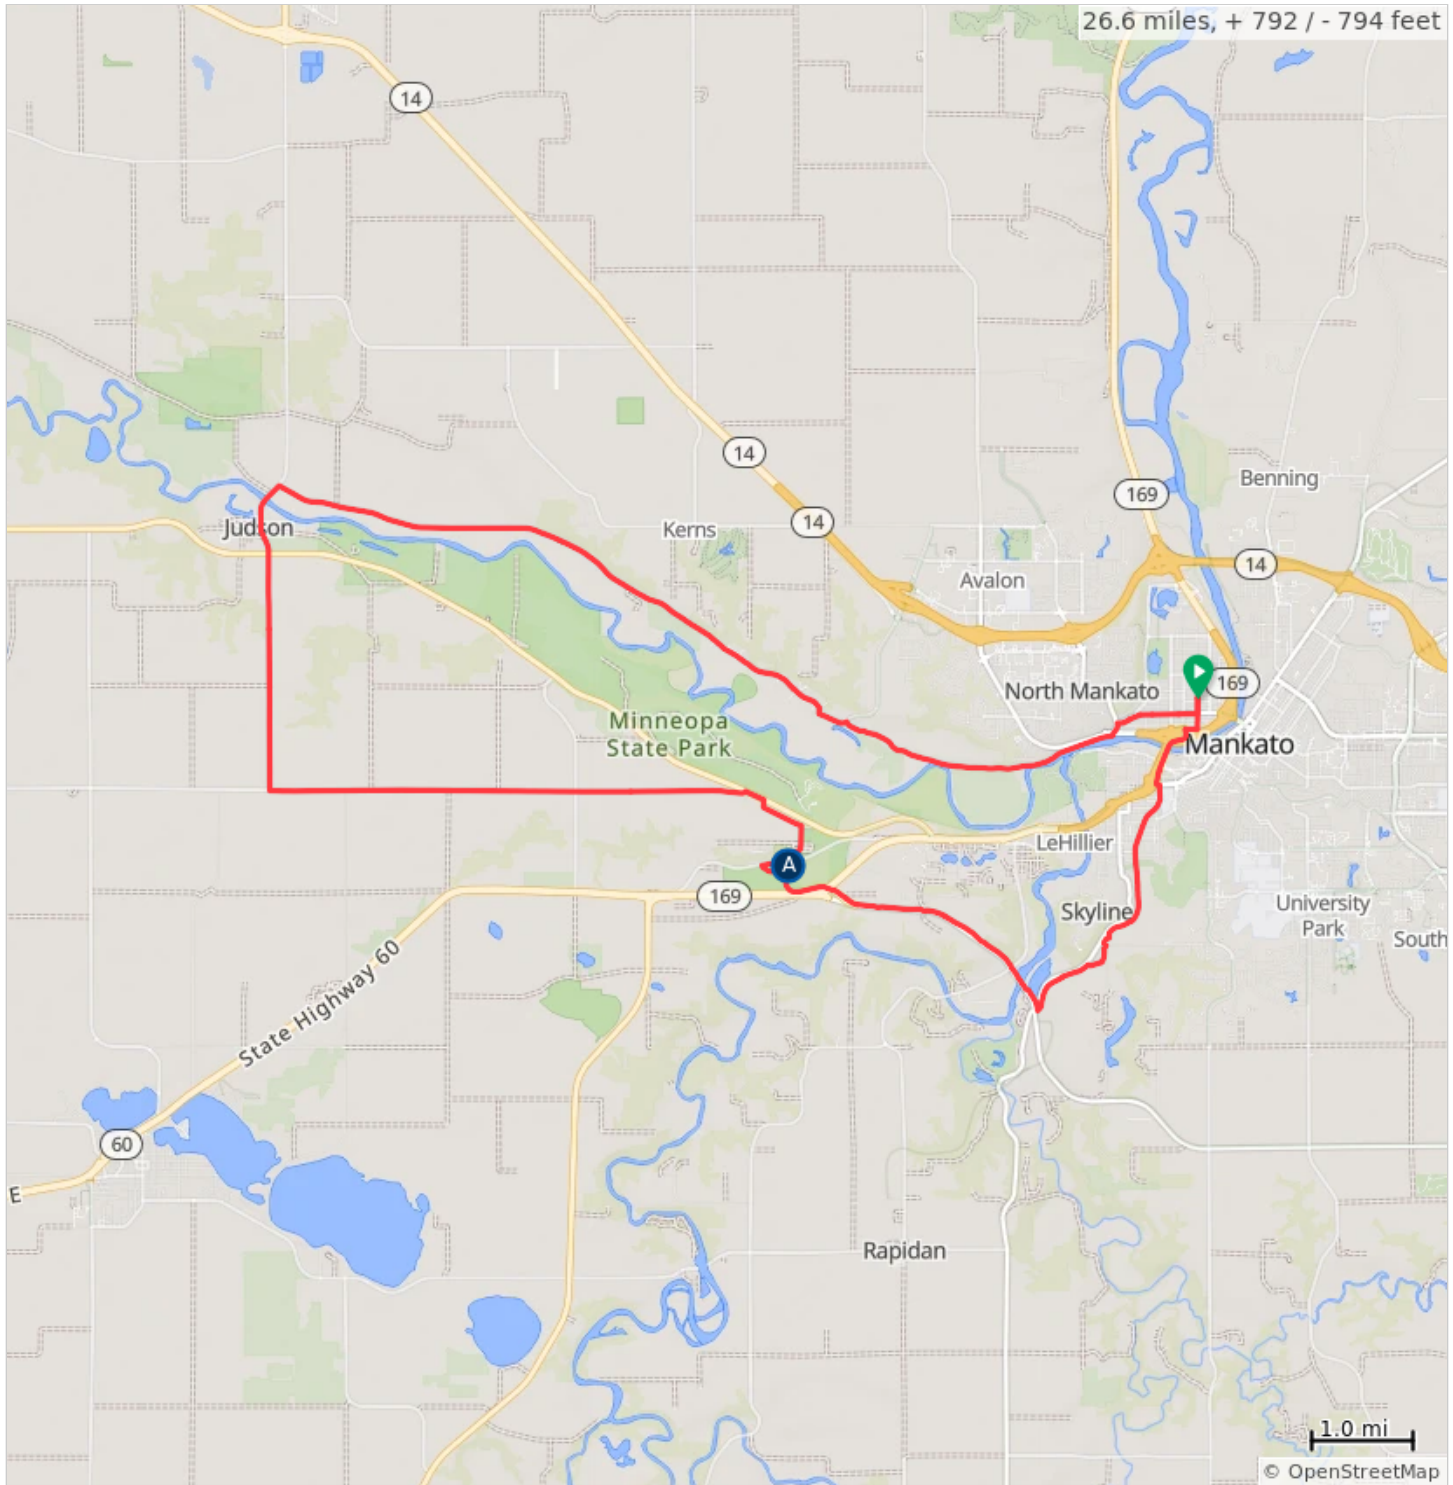 26.6 miles, + 792 / - 794 feet
14
14
Benning
169
Judson
Kerns
14
14
Avalon
North Mankato
169
Minneopa
State Park
Mankato
LeHillier
A
169
Skyline
University
Park
South
State Highway 60
60
E
Rapidan
1.0 mi
© OpenStreetMap